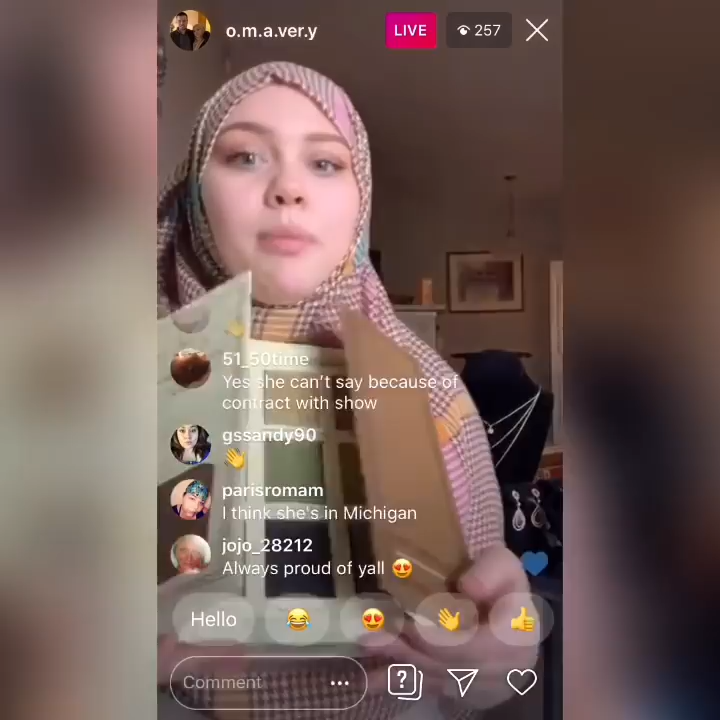 o.m.a.ver.y
LIVE
257
51_50time
Yes she can't say because of
contract with show
gssandy90
parisromam
I think she's in Michigan
jojo_28212
Always proud of yall 😍
Hello
Comment